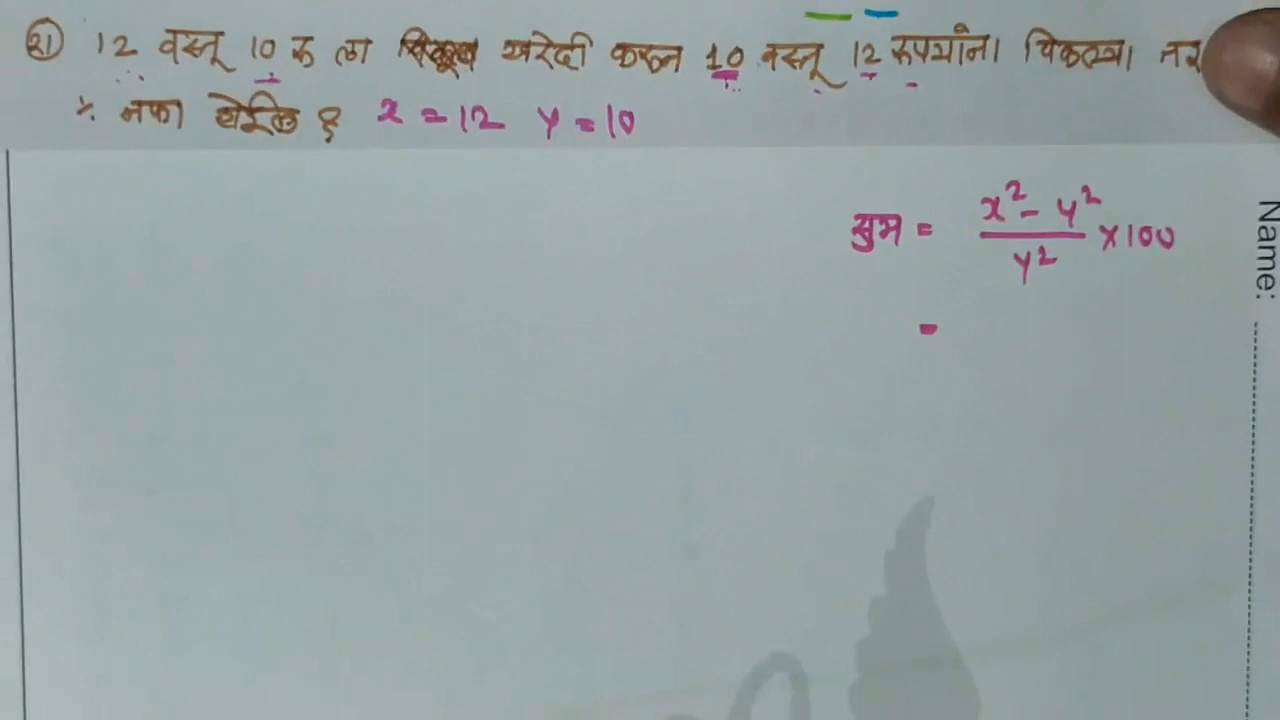 21 12 वस्तू 10 रु ला खरेदी करुन 10 वस्तू 12 रुपयांना विकल्या तर
% नफा x = 12 y = 10
सुत्र = x² - y² / y² × 100
=
Name: